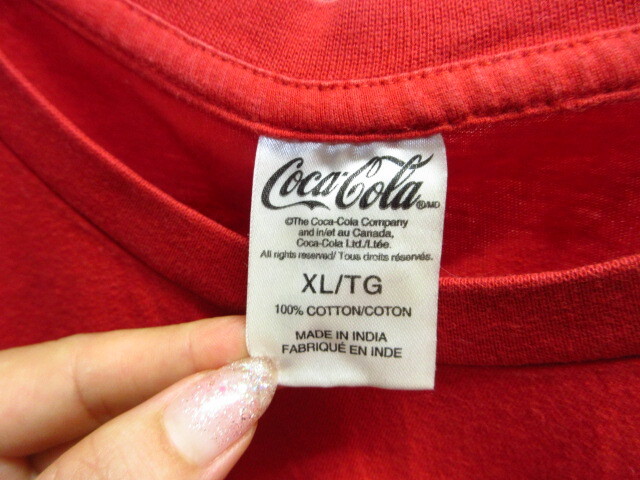 Coca-Cola®/MD
©The Coca-Cola Company
and in/et au Canada,
Coca-Cola Ltd./Ltée.
All rights reserved/ Tous droits réservés.
XL/TG
100% COTTON/COTON
MADE IN INDIA
FABRIQUÉ EN INDE